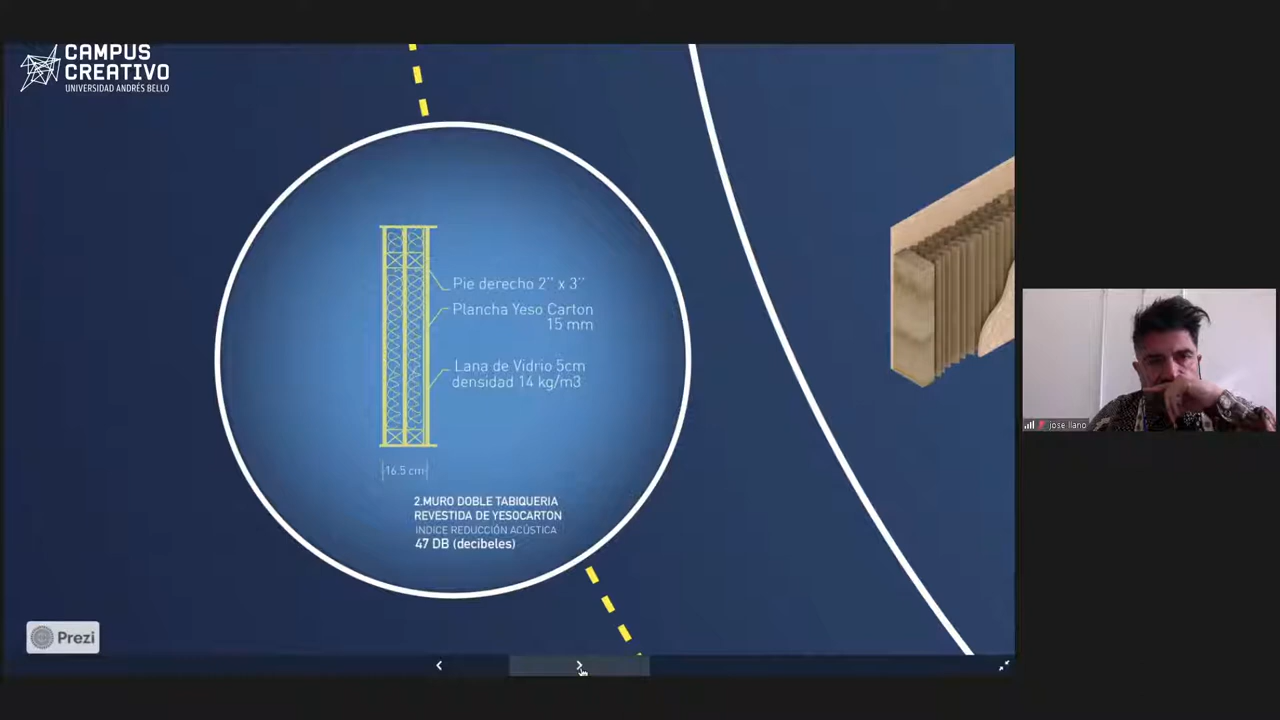 CAMPUS
CREATIVO
UNIVERSIDAD ANDRÉS BELLO
Pie derecho 2'' x 3''
Plancha Yeso Carton
15 mm
Lana de Vidrio 5cm
densidad 14 kg/m3
16.5 cm
2.MURO DOBLE TABIQUERIA
REVESTIDA DE YESOCARTON
INDICE REDUCCIÓN ACÚSTICA
47 DB (decibeles)
jose llano
Prezi